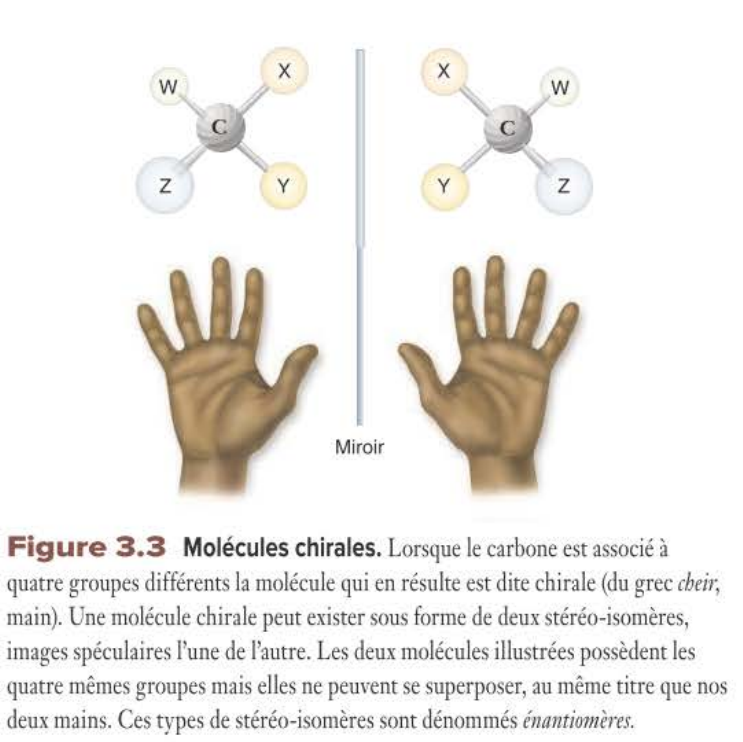 X
X
W
W
C
C
Z
Y
Y
Z
Miroir
Figure 3.3 Molécules chirales. Lorsque le carbone est associé à
quatre groupes différents la molécule qui en résulte est dite chirale (du grec cheir,
main). Une molécule chirale peut exister sous forme de deux stéréo-isomères,
images spéculaires l'une de l'autre. Les deux molécules illustrées possèdent les
quatre mêmes groupes mais elles ne peuvent se superposer, au même titre que nos
deux mains. Ces types de stéréo-isomères sont dénommés énantiomères.